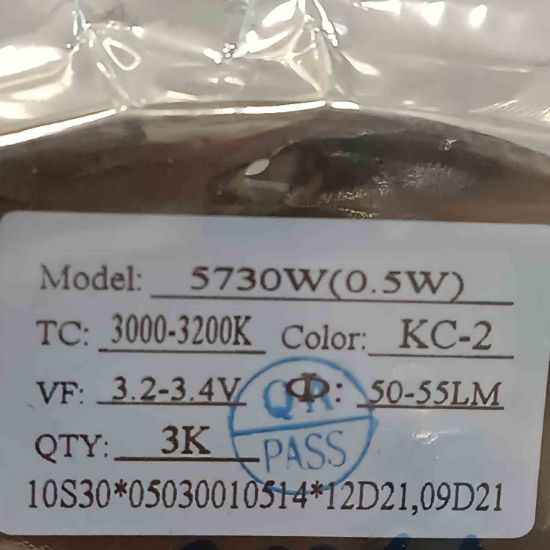 Model: 5730W(0.5W)
TC: 3000-3200K Color: KC-2
VF: 3.2-3.4V Φ: 50-55LM
QTY: 3K
PASS
10S30*05030010514*12D21,09D21